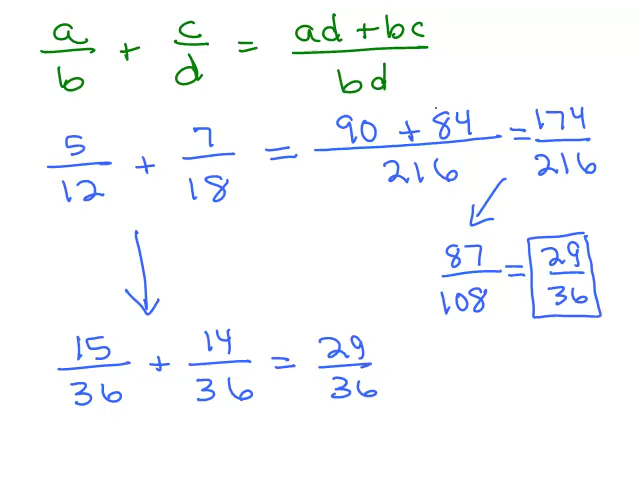 a/b + c/d = ad + bc/bd
5/12 + 7/18 = 90 + 84/216 = 174/216
87/108 = 29/36
15/36 + 14/36 = 29/36